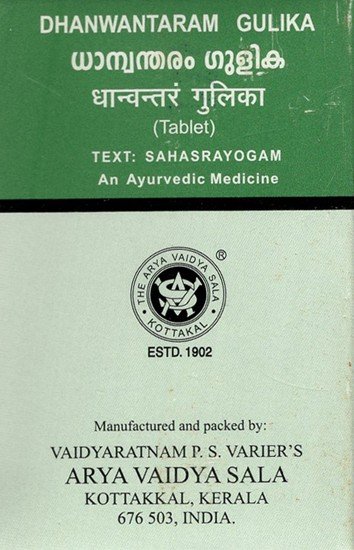 DHANWANTARAM GULIKA
ധാന്വന്തരം ഗുളിക
धान्वन्तरं गुलिका
(Tablet)
TEXT: SAHASRAYOGAM
An Ayurvedic Medicine
THE ARYA VAIDYA SALA
KOTTAKAL
®
ESTD. 1902
Manufactured and packed by:
VAIDYARATNAM P. S. VARIER'S
ARYA VAIDYA SALA
KOTTAKKAL, KERALA
676 503, INDIA.